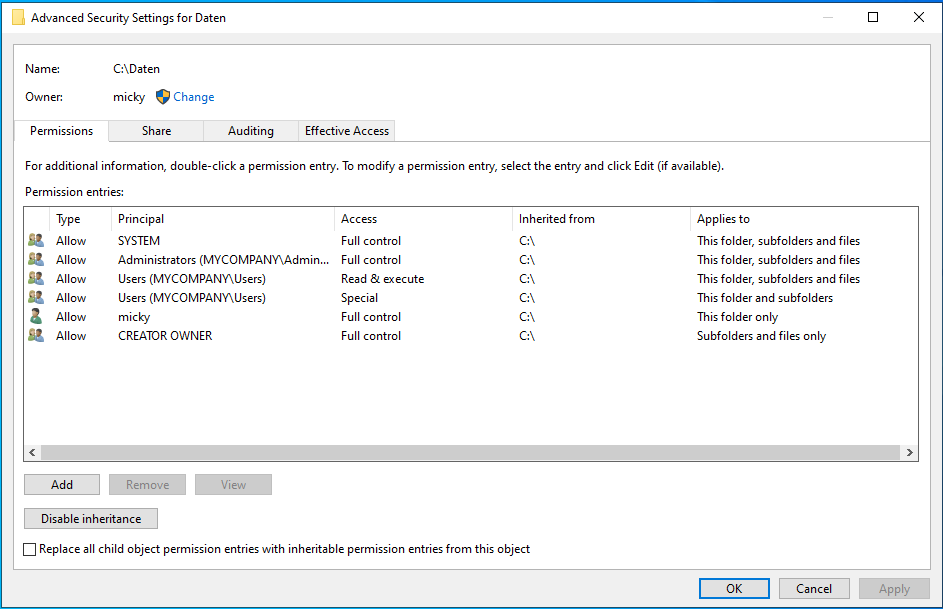 Advanced Security Settings for Daten
Name: C:\Daten
Owner: micky Change
Permissions Share Auditing Effective Access
For additional information, double-click a permission entry. To modify a permission entry, select the entry and click Edit (if available).
Permission entries:
Type Principal Access Inherited from Applies to
Allow SYSTEM Full control C:\ This folder, subfolders and files
Allow Administrators (MYCOMPANY\Admin... Full control C:\ This folder, subfolders and files
Allow Users (MYCOMPANY\Users) Read & execute C:\ This folder, subfolders and files
Allow Users (MYCOMPANY\Users) Special C:\ This folder and subfolders
Allow micky Full control C:\ This folder only
Allow CREATOR OWNER Full control C:\ Subfolders and files only
Add Remove View
Disable inheritance
Replace all child object permission entries with inheritable permission entries from this object
OK Cancel Apply